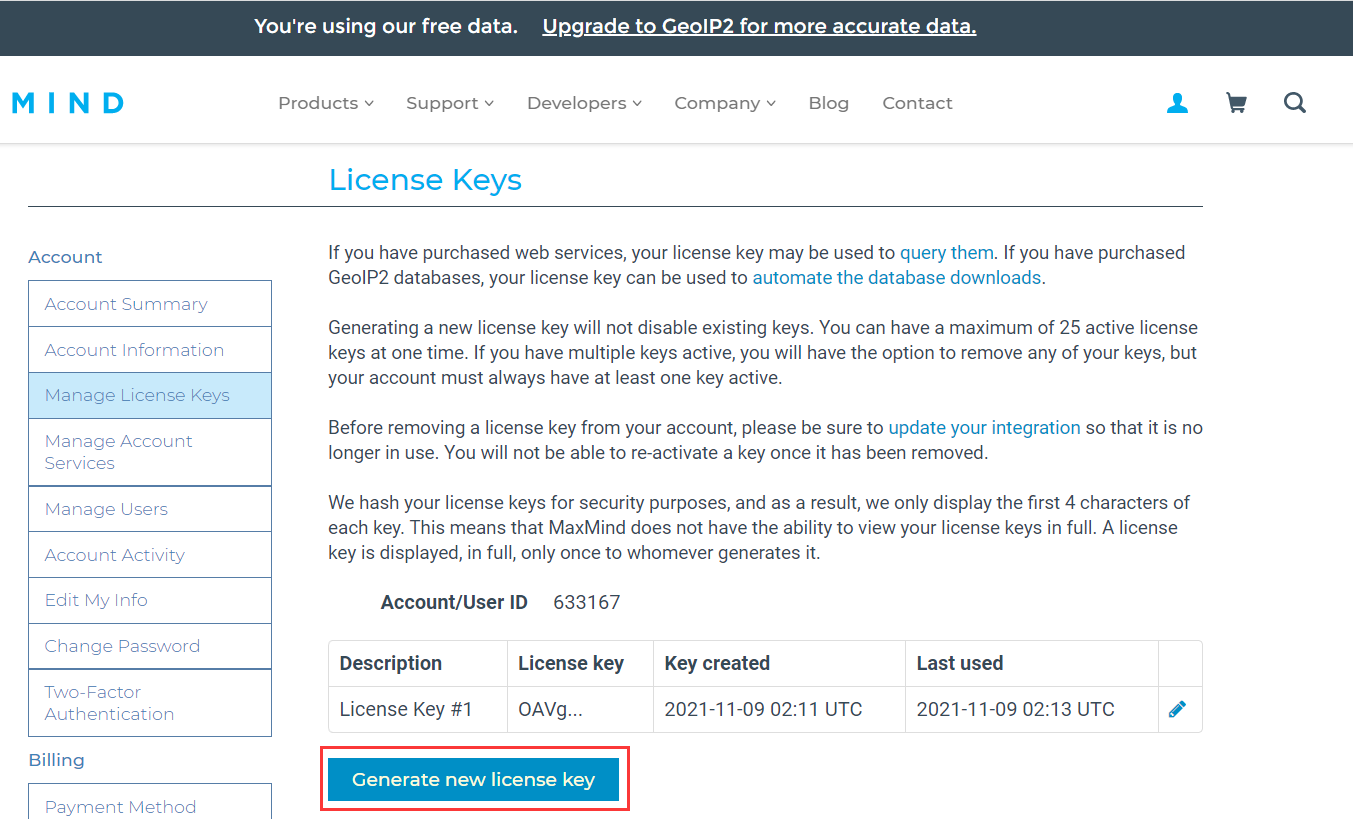 You're using our free data. Upgrade to GeoIP2 for more accurate data.
MIND
Products Support Developers Company Blog Contact
License Keys
Account
Account Summary
Account Information
Manage License Keys
Manage Account
Services
Manage Users
Account Activity
Edit My Info
Change Password
Two-Factor
Authentication
Billing
Payment Method
If you have purchased web services, your license key may be used to query them. If you have purchased
GeoIP2 databases, your license key can be used to automate the database downloads.
Generating a new license key will not disable existing keys. You can have a maximum of 25 active license
keys at one time. If you have multiple keys active, you will have the option to remove any of your keys, but
your account must always have at least one key active.
Before removing a license key from your account, please be sure to update your integration so that it is no
longer in use. You will not be able to re-activate a key once it has been removed.
We hash your license keys for security purposes, and as a result, we only display the first 4 characters of
each key. This means that MaxMind does not have the ability to view your license keys in full. A license
key is displayed, in full, only once to whomever generates it.
Account/User ID 633167
Description License key Key created Last used
License Key #1 OAVg... 2021-11-09 02:11 UTC 2021-11-09 02:13 UTC
Generate new license key